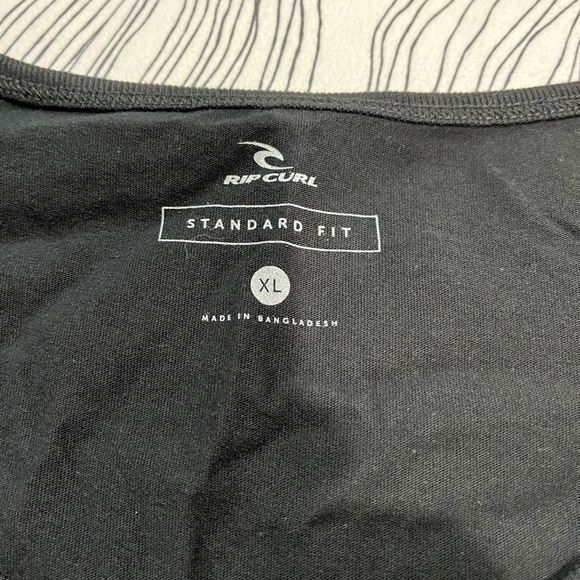 RIP CURL
STANDARD FIT
XL
MADE IN BANGLADESH